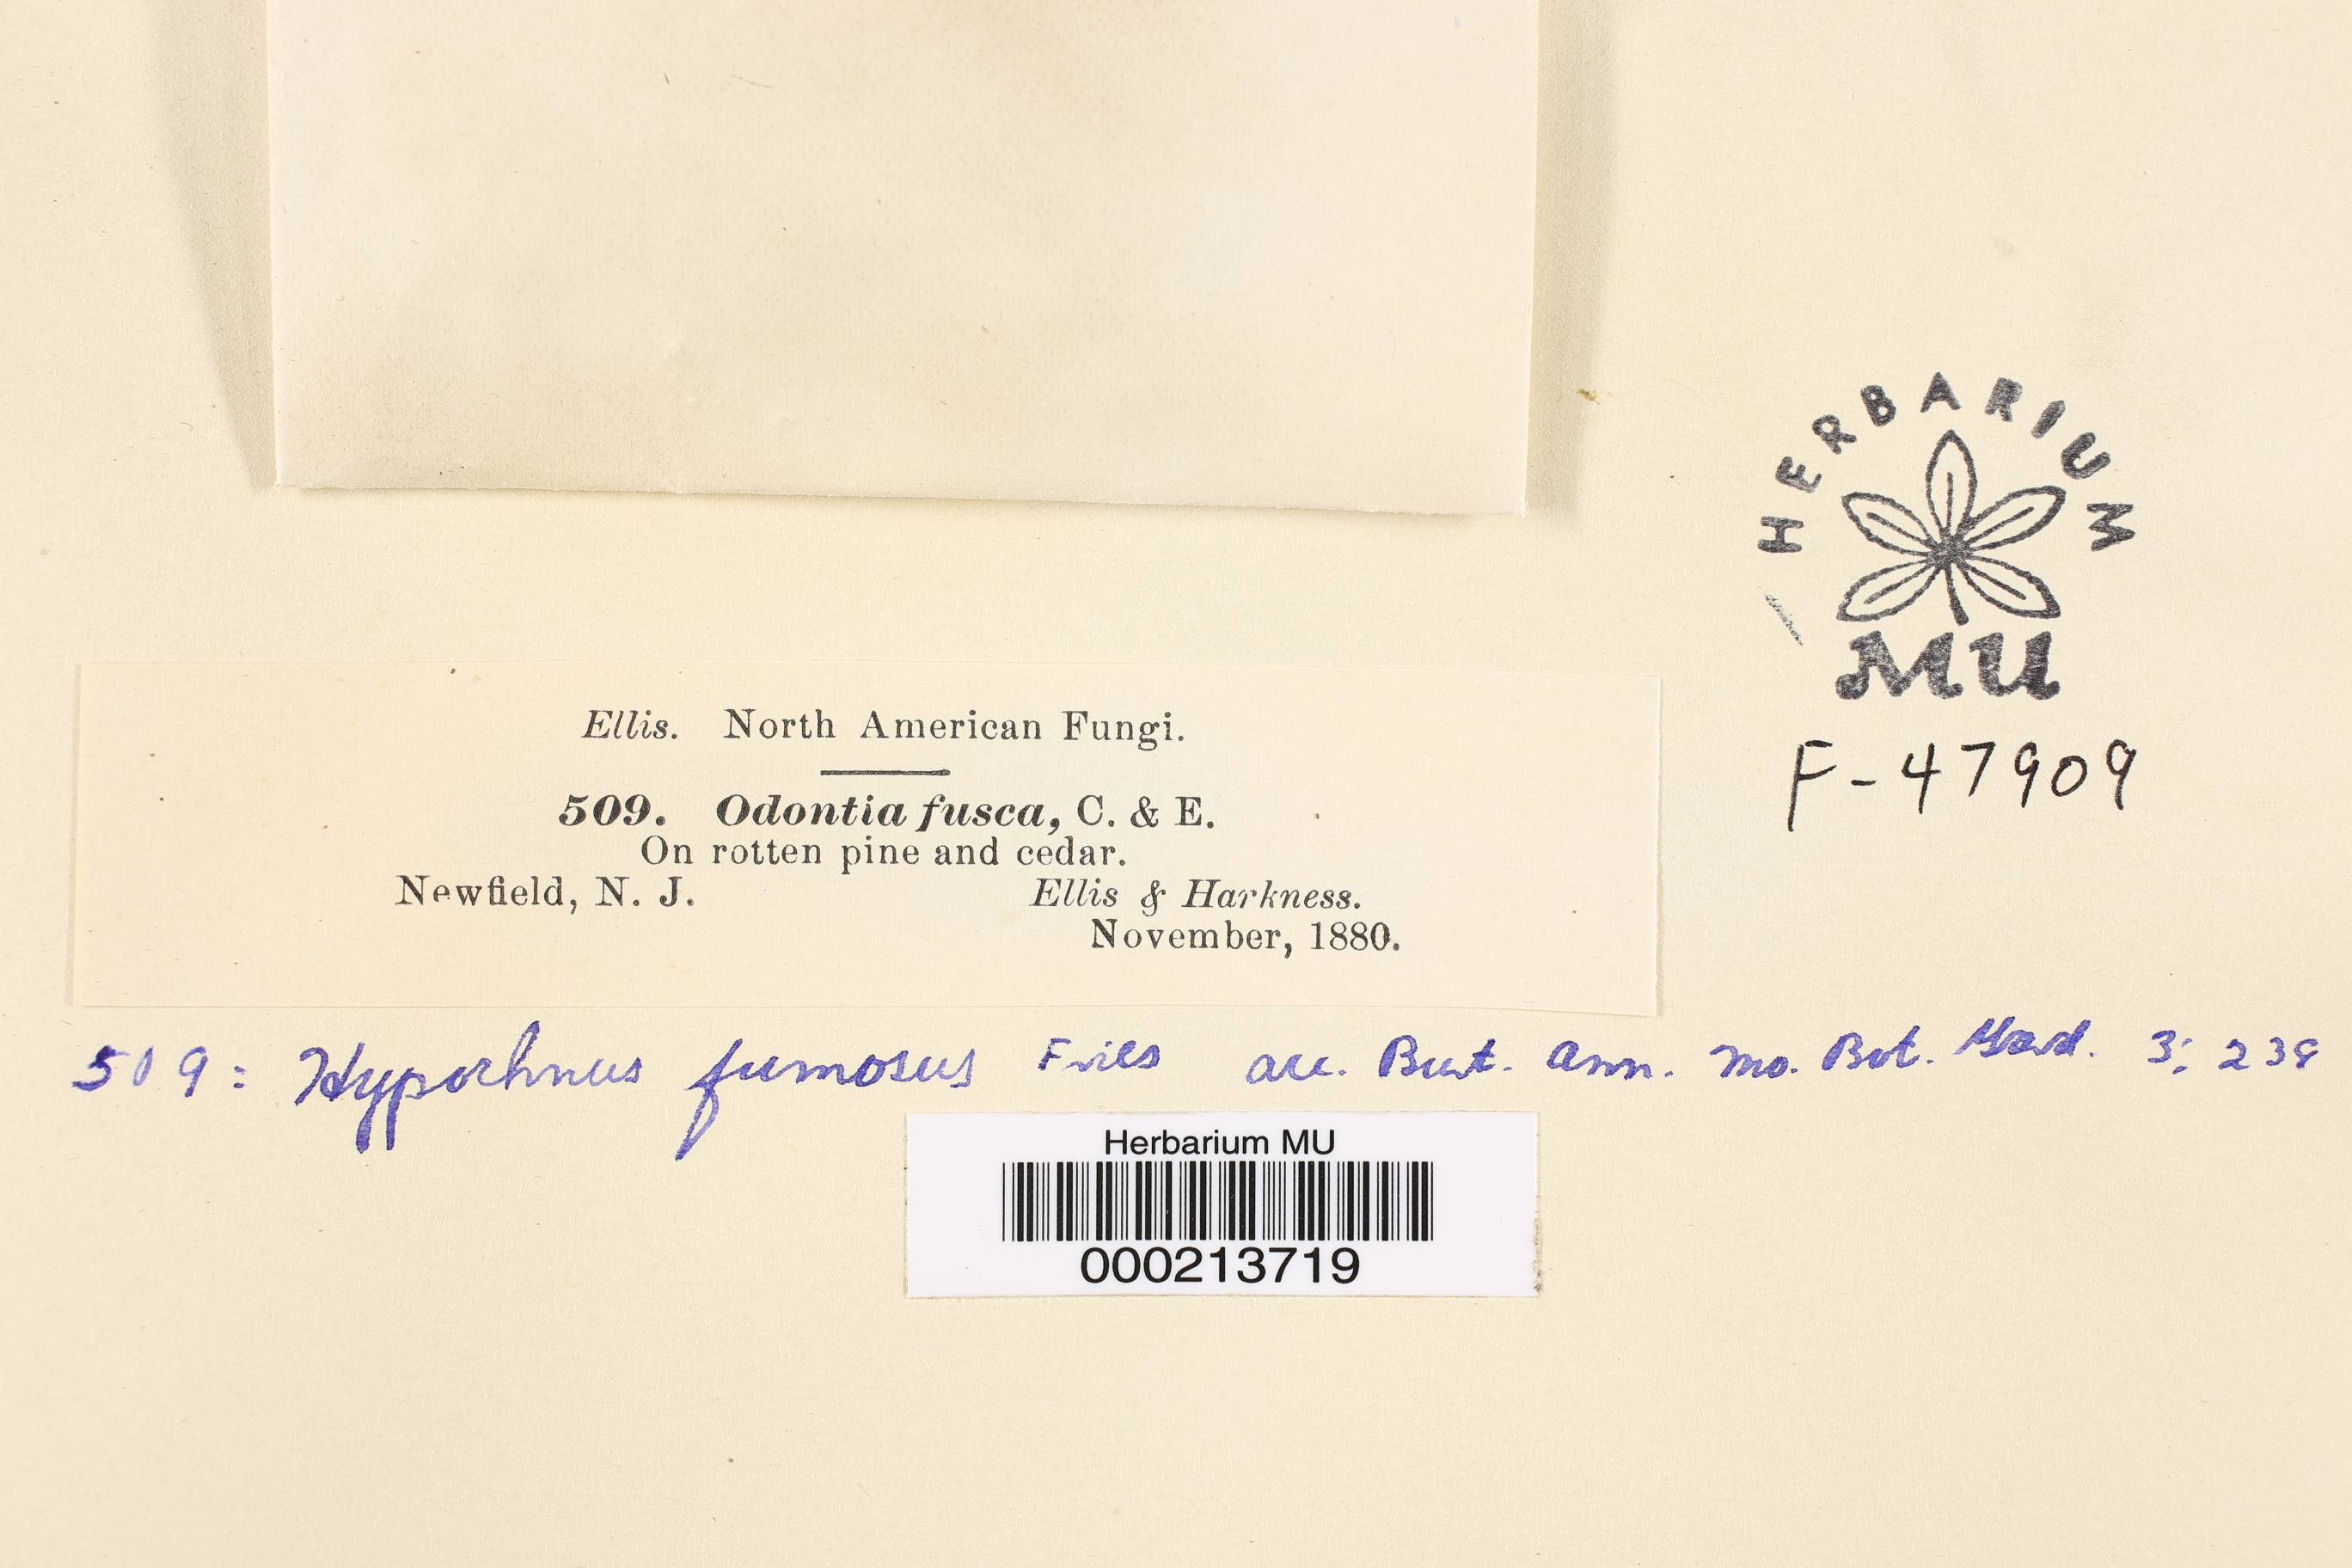 HERBARIUM
MU
F-47909
Ellis. North American Fungi.
509. Odontia fusca, C. & E.
On rotten pine and cedar.
Newfield, N. J. Ellis & Harkness.
November, 1880.
509: Hypochnus fumosus Fries acc. Burt. Ann. Mo. Bot. Gard. 3: 238
Herbarium MU
000213719